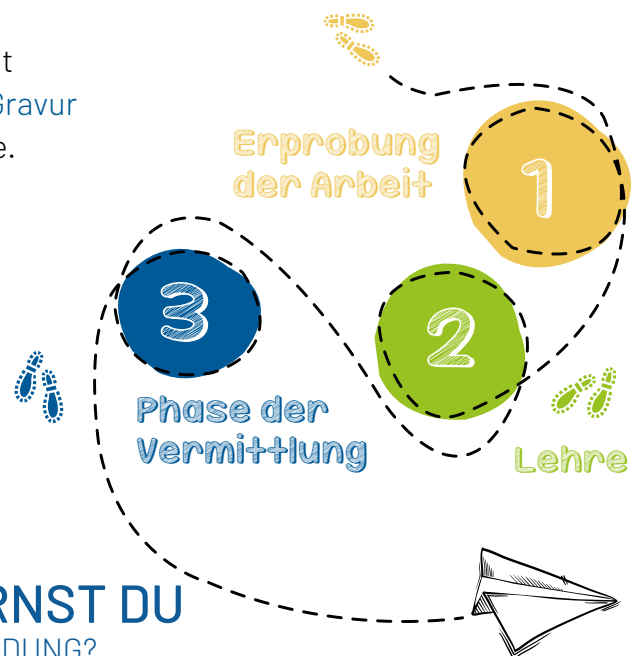 t
Gravur
e.
Erprobung
der Arbeit
1
2
3
Phase der
Vermittlung
Lehre
RNST DU
DUNG?